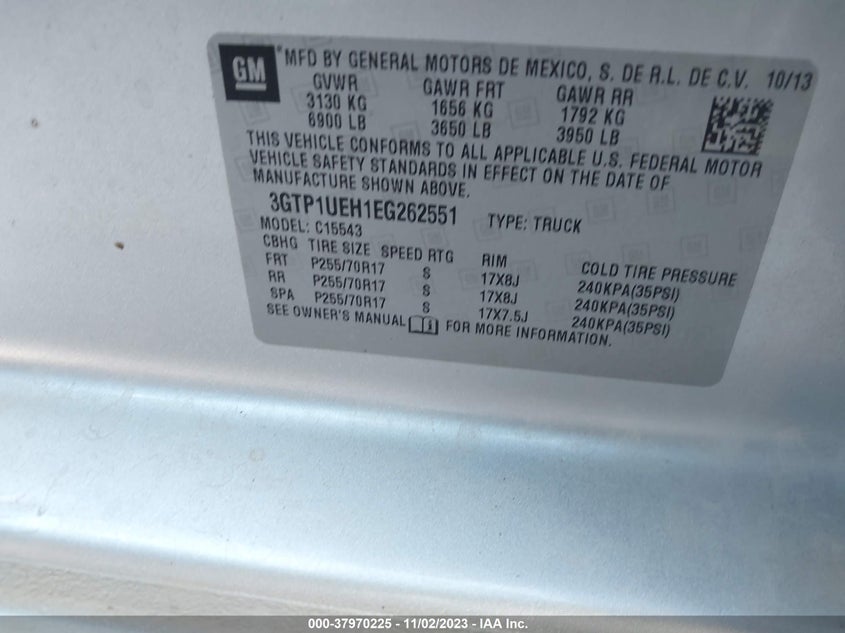 GM
*MFD BY GENERAL MOTORS DE MEXICO, S. DE R.L. DE C.V. 10/13
GVWR GAWR FRT GAWR RR
3130 KG 1656 KG 1792 KG
6900 LB 3650 LB 3950 LB
THIS VEHICLE CONFORMS TO ALL APPLICABLE U.S. FEDERAL MOTOR
VEHICLE SAFETY STANDARDS IN EFFECT ON THE DATE OF
MANUFACTURE SHOWN ABOVE.
3GTP1UEH1EG262551 TYPE: TRUCK
MODEL: C15543
CBHG TIRE SIZE SPEED RTG RIM COLD TIRE PRESSURE
FRT P255/70R17 S 17X8J 240KPA(35PSI)
RR P255/70R17 S 17X8J 240KPA(35PSI)
SPA P255/70R17 S 17X7.5J 240KPA(35PSI)
SEE OWNER'S MANUAL FOR MORE INFORMATION.
000-37970225 - 11/02/2023 - IAA Inc.